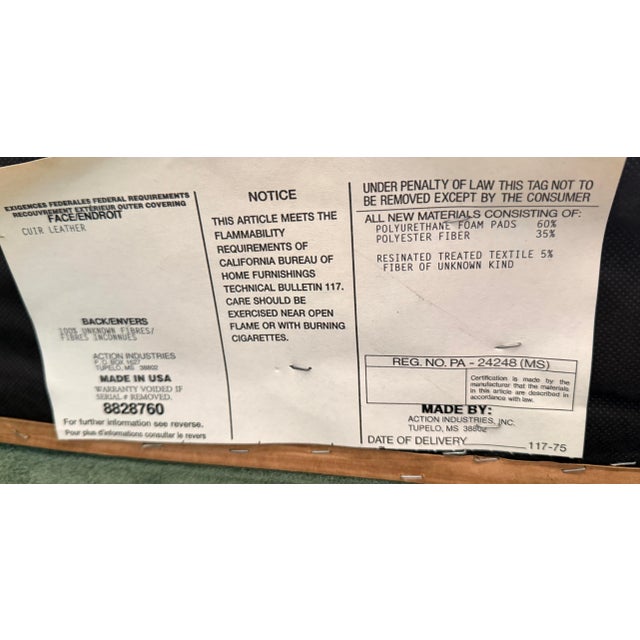 EXIGENCES FEDERALES FEDERAL REQUIREMENTS
RECOUVREMENT EXTÉRIEUR OUTER COVERING
FACE/ENDROIT
CUIR LEATHER
BACK/ENVERS
100% UNKNOWN FIBRES/
FIBRES INCONNUES
ACTION INDUSTRIES
P.O. BOX 1627
TUPELO, MS 38802
MADE IN USA
WARRANTY VOIDED IF
SERIAL # REMOVED.
8828760
For further information see reverse.
Pour plus d'informations consulter le revers
NOTICE
THIS ARTICLE MEETS THE
FLAMMABILITY
REQUIREMENTS OF
CALIFORNIA BUREAU OF
HOME FURNISHINGS
TECHNICAL BULLETIN 117.
CARE SHOULD BE
EXERCISED NEAR OPEN
FLAME OR WITH BURNING
CIGARETTES.
UNDER PENALTY OF LAW THIS TAG NOT TO
BE REMOVED EXCEPT BY THE CONSUMER
ALL NEW MATERIALS CONSISTING OF:
POLYURETHANE FOAM PADS 60%
POLYESTER FIBER 35%
RESINATED TREATED TEXTILE 5%
FIBER OF UNKNOWN KIND
REG. NO. PA - 24248 (MS)
Certification is made by the
manufacturer that the materials
in this article are described in
accordance with law.
MADE BY:
ACTION INDUSTRIES, INC.
TUPELO, MS 38802
DATE OF DELIVERY
117-75